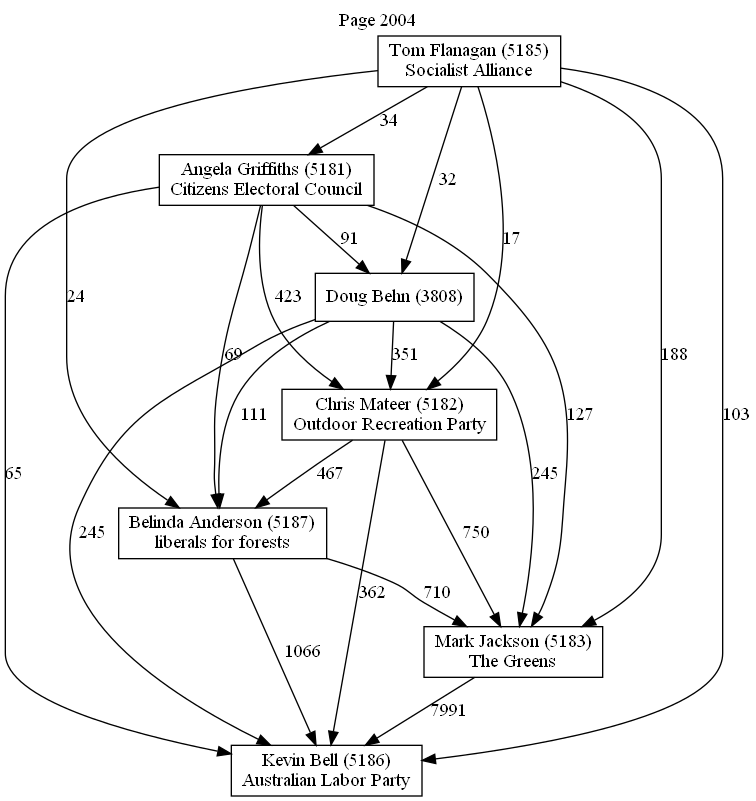 Page 2004
Tom Flanagan (5185)
Socialist Alliance
34
Angela Griffiths (5181)
Citizens Electoral Council
32
17
91
24
423
Doug Behn (3808)
69
351
188
111
Chris Mateer (5182)
Outdoor Recreation Party
127
103
65
467
245
Belinda Anderson (5187)
liberals for forests
245
750
362
710
1066
Mark Jackson (5183)
The Greens
7991
Kevin Bell (5186)
Australian Labor Party